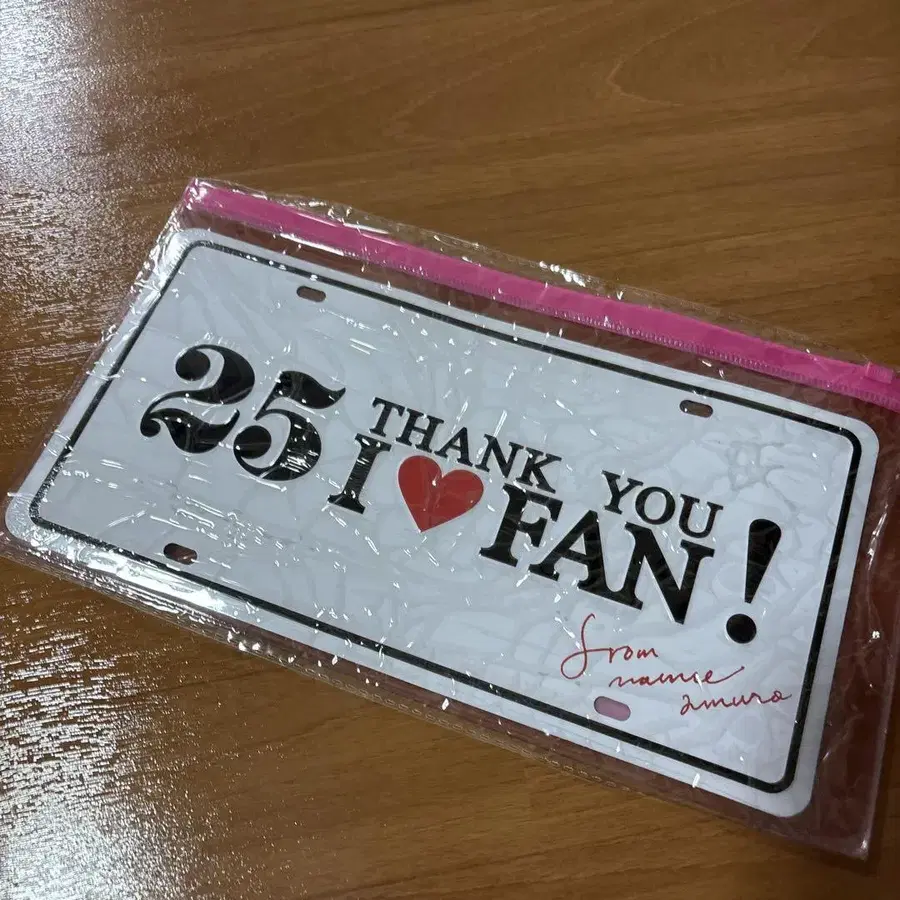 25
THANK YOU
I ❤ FAN!
from
namie
amuro